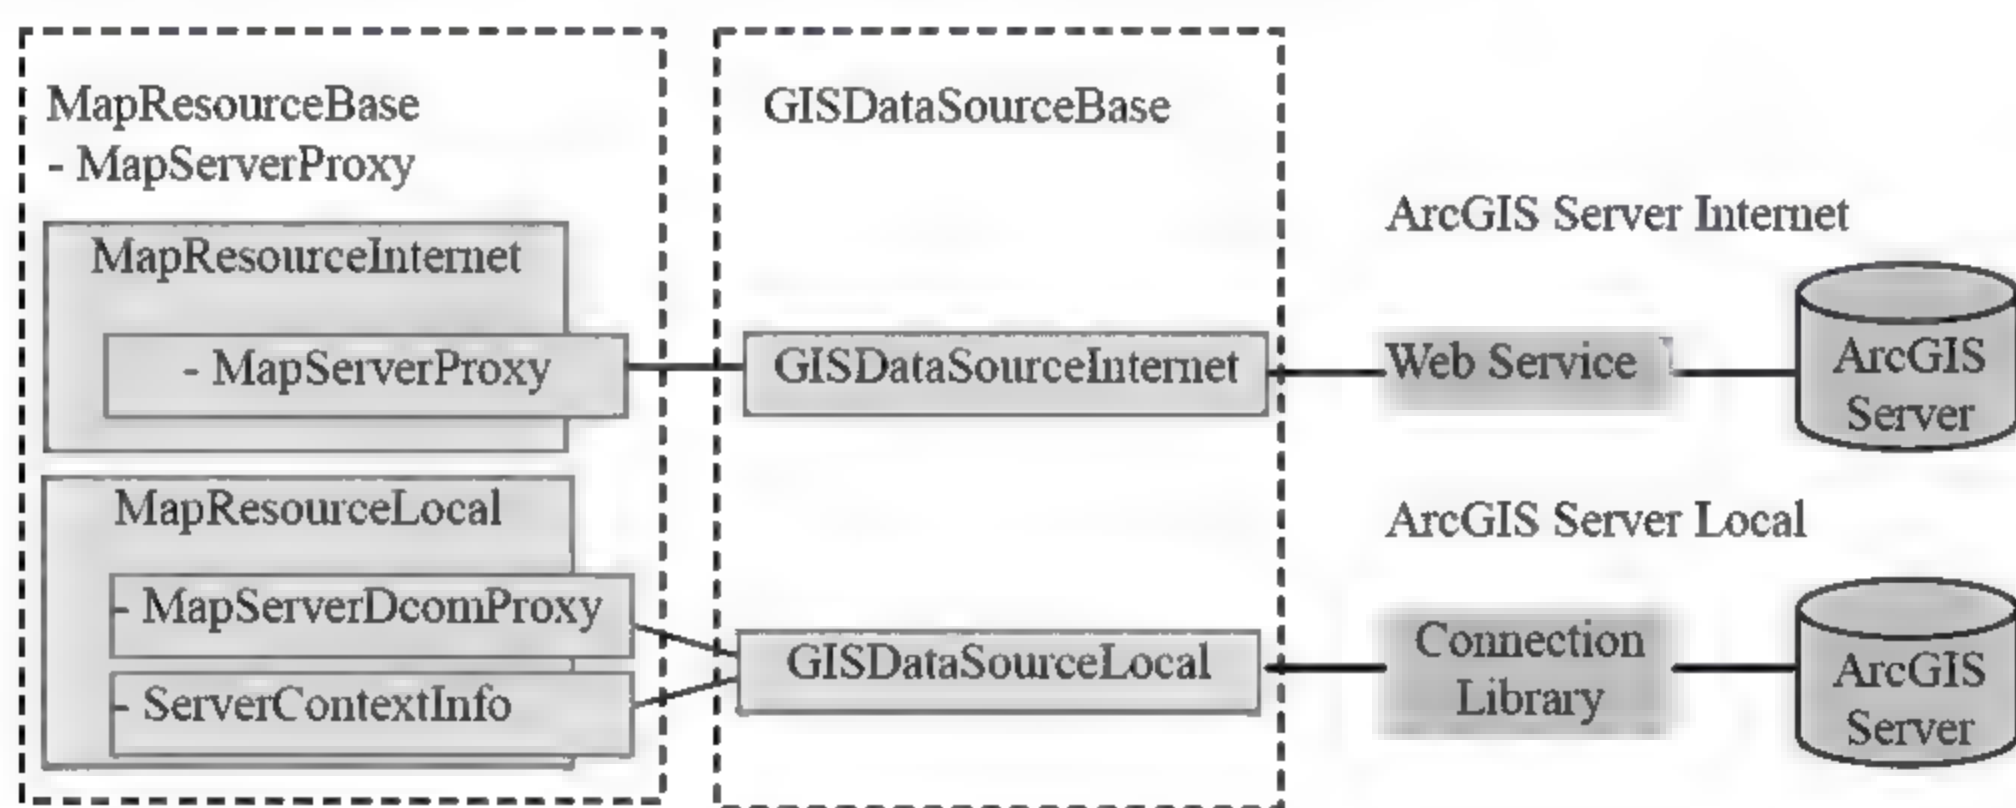 MapResourceBase
- MapServerProxy
MapResourceInternet
- MapServerProxy
MapResourceLocal
- MapServerDcomProxy
- ServerContextInfo
GISDataSourceBase
GISDataSourceInternet
GISDataSourceLocal
ArcGIS Server Internet
Web Service
ArcGIS
Server
ArcGIS Server Local
Connection
Library
ArcGIS
Server